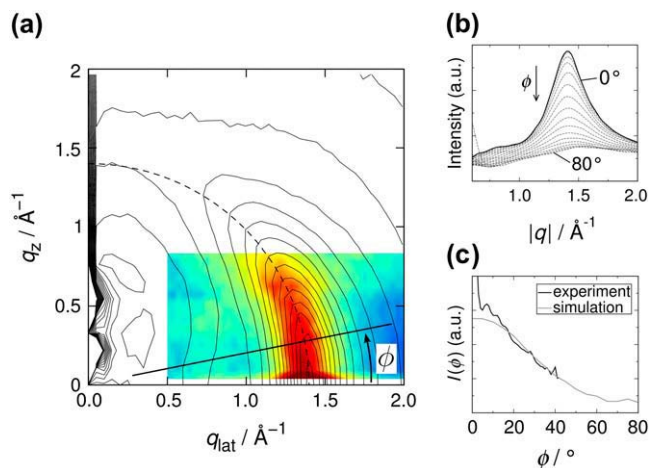 (a)
2
1.5
1
0.5
0
0.0 0.5 1.0 1.5 2.0
q_z / Å⁻¹
q_lat / Å⁻¹
ϕ
(b)
Intensity (a.u.)
ϕ
0°
80°
1.0 1.5 2.0
|q| / Å⁻¹
(c)
I(ϕ) (a.u.)
experiment
simulation
0 20 40 60 80
ϕ / °